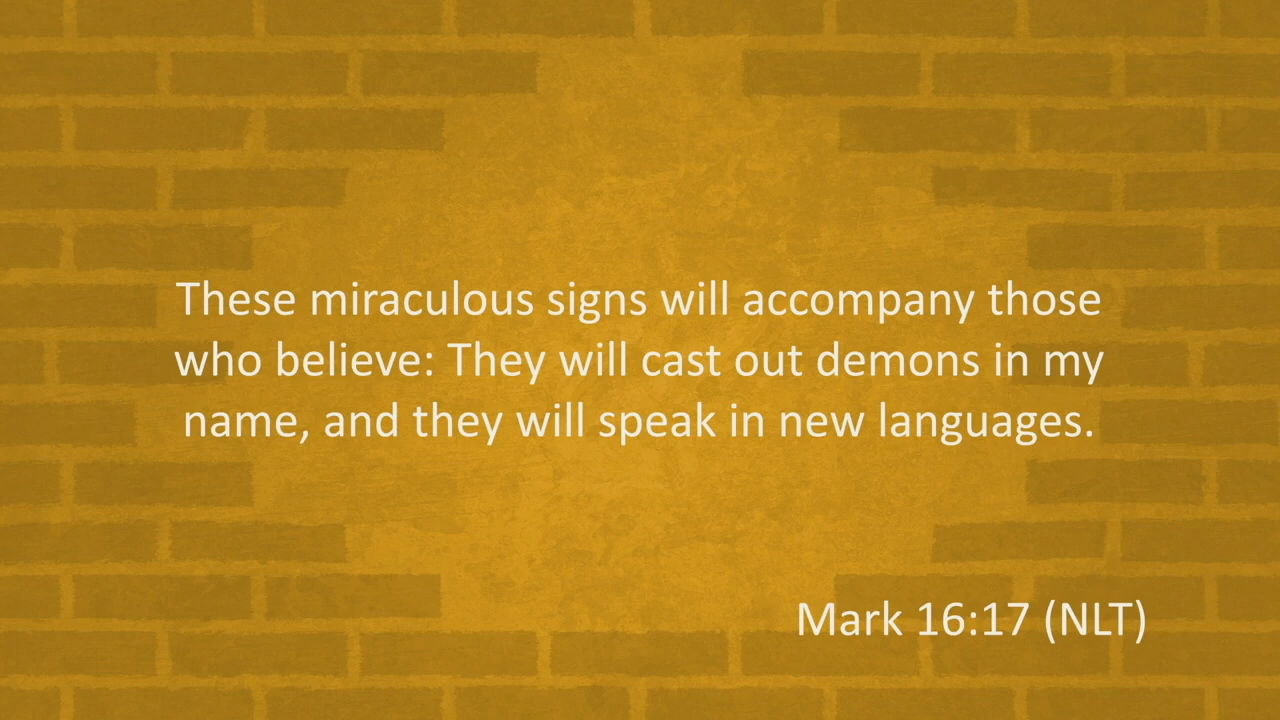 These miraculous signs will accompany those
who believe: They will cast out demons in my
name, and they will speak in new languages.
Mark 16:17 (NLT)